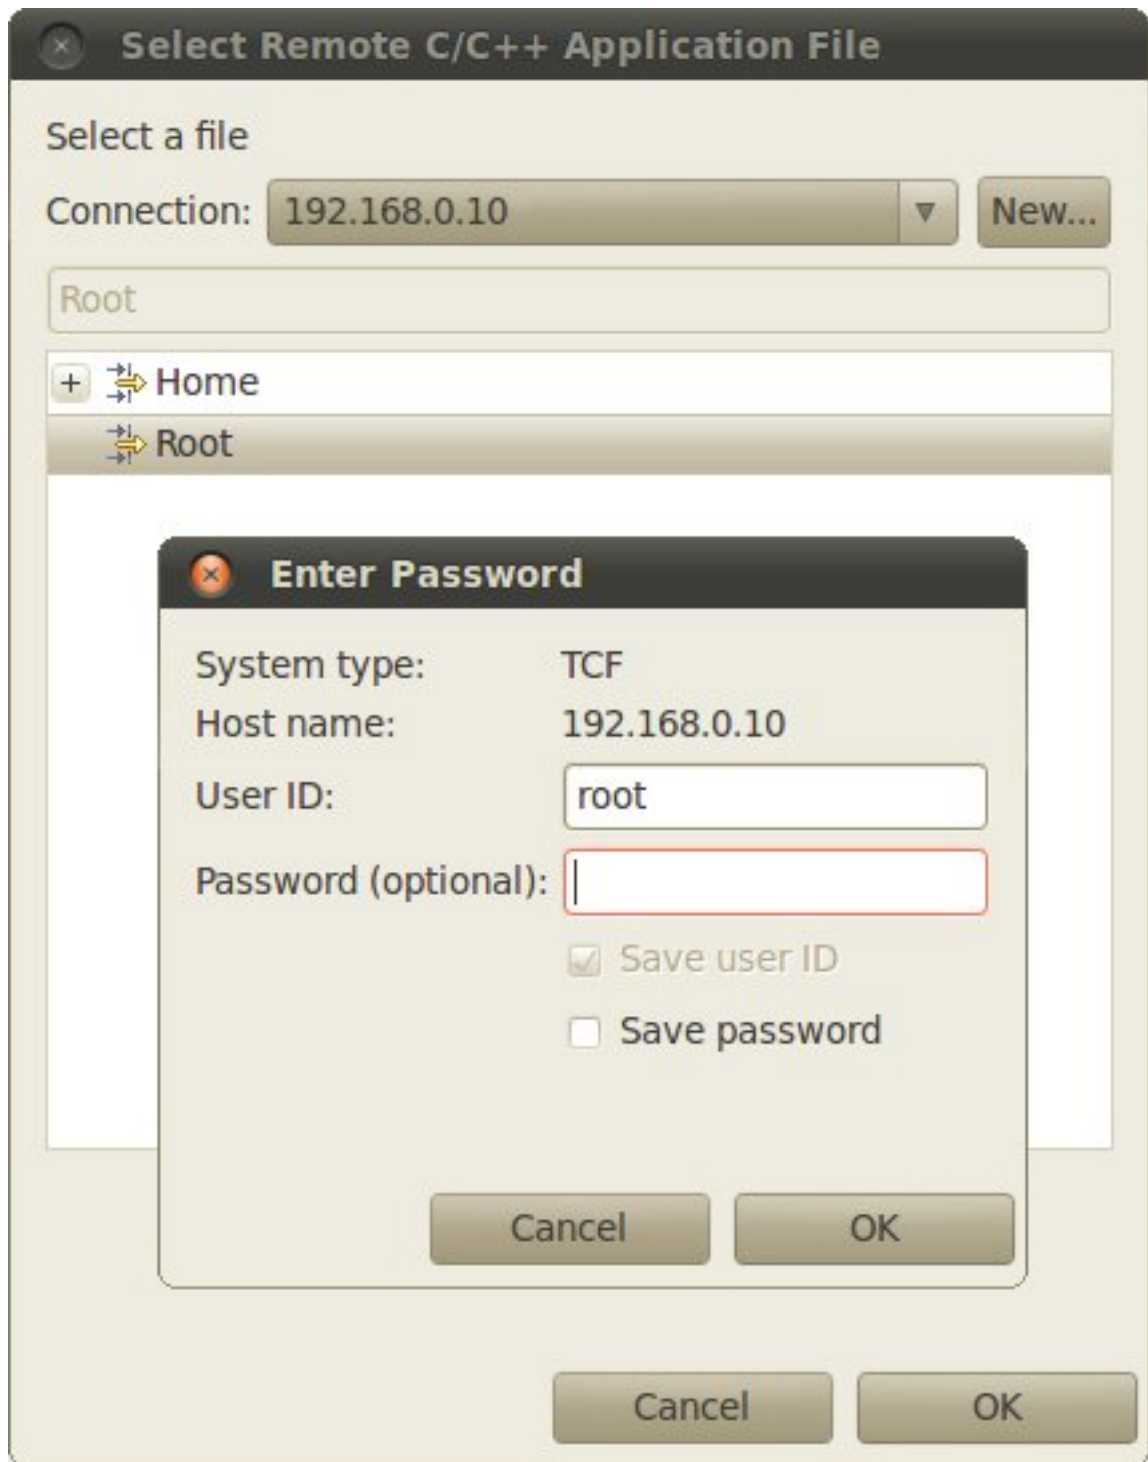 Select Remote C/C++ Application File
Select a file
Connection: 192.168.0.10 New...
Root
Home
Root
Enter Password
System type: TCF
Host name: 192.168.0.10
User ID: root
Password (optional):
Save user ID
Save password
Cancel OK
Cancel OK